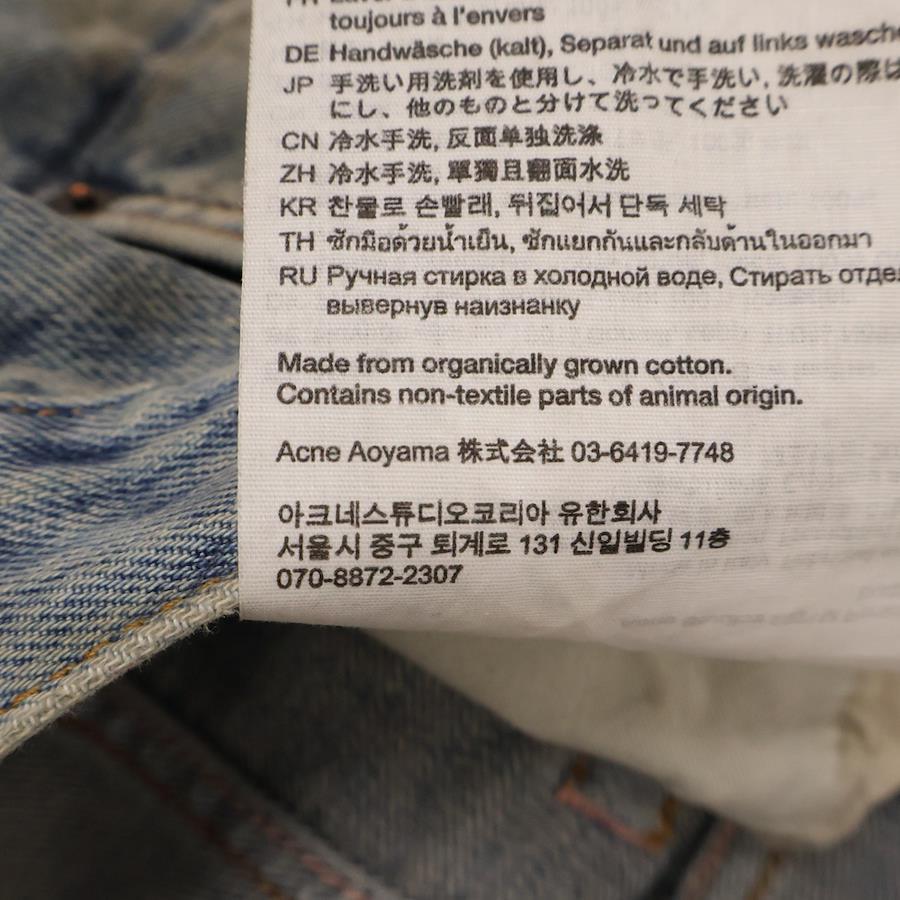 toujours à l'envers
DE Handwäsche (kalt), Separat und auf links wasche
JP 手洗い用洗剤を使用し、冷水で手洗い, 洗濯の際は
にし、他のものと分けて洗ってください
CN 冷水手洗, 反面单独洗涤
ZH 冷水手洗, 單獨且翻面水洗
KR 찬물로 손빨래, 뒤집어서 단독 세탁
TH ซักมือด้วยน้ำเย็น, ซักแยกกันและกลับด้านในออกมา
RU Ручная стирка в холодной воде, Стирать отде
вывернув наизнанку
Made from organically grown cotton.
Contains non-textile parts of animal origin.
Acne Aoyama 株式会社 03-6419-7748
아크네스튜디오코리아 유한회사
서울시 중구 퇴계로 131 신일빌딩 11층
070-8872-2307